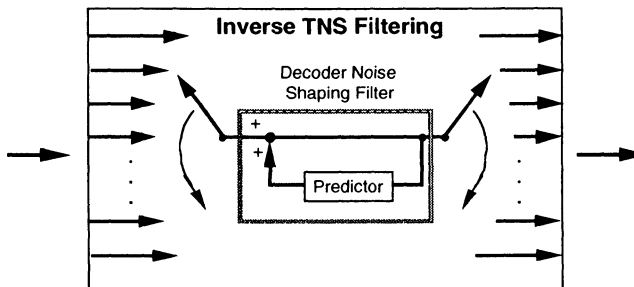 Inverse TNS Filtering
Decoder Noise
Shaping Filter
+
+
Predictor